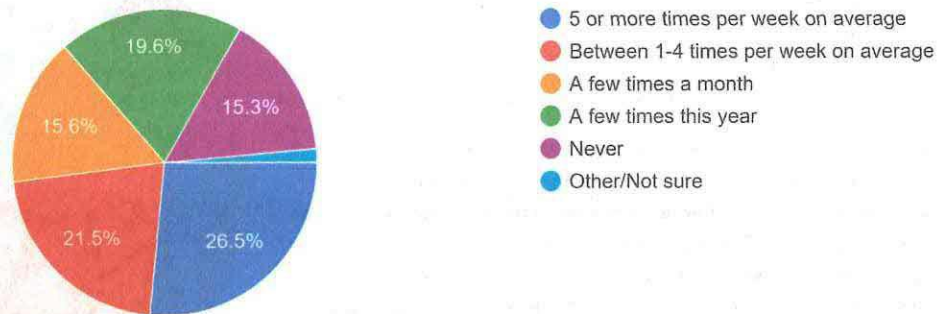 19.6%
15.3%
15.6%
21.5%
26.5%
5 or more times per week on average
Between 1-4 times per week on average
A few times a month
A few times this year
Never
Other/Not sure